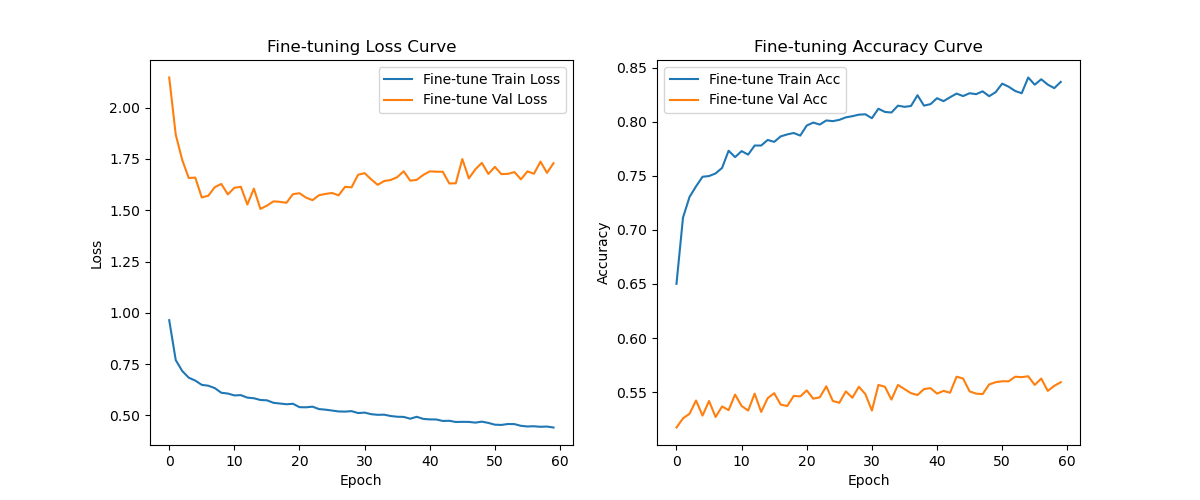 Fine-tuning Loss Curve
Fine-tune Train Loss
Fine-tune Val Loss
2.00
1.75
1.50
1.25
1.00
0.75
0.50
Loss
0 10 20 30 40 50 60
Epoch
Fine-tuning Accuracy Curve
Fine-tune Train Acc
Fine-tune Val Acc
0.85
0.80
0.75
0.70
0.65
0.60
0.55
Accuracy
0 10 20 30 40 50 60
Epoch